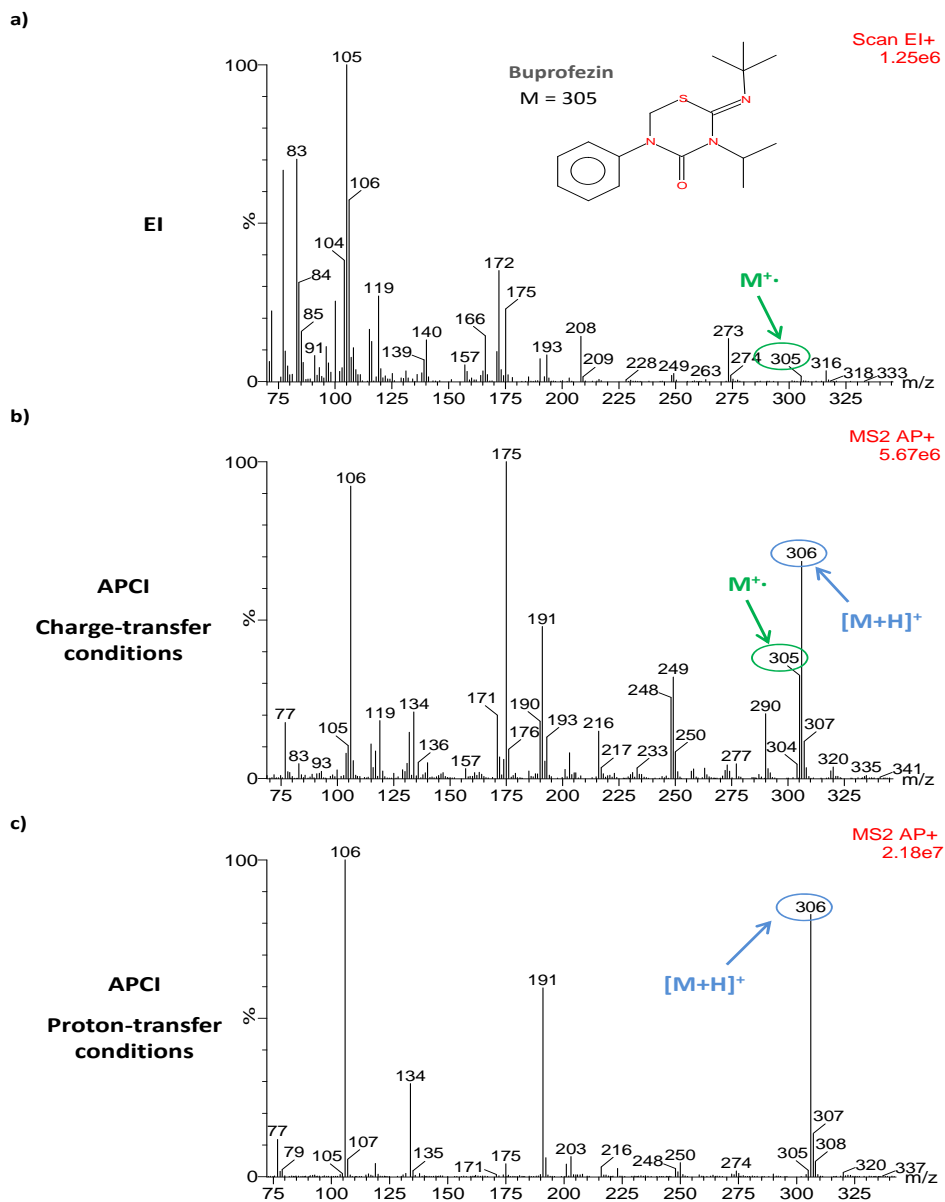 a)
Scan EI+
1.25e6
Buprofezin
M = 305
S
N
N
N
O
EI
%
100
0
83
84
85
91
104
105
106
119
139
140
157
166
172
175
193
208
209
228
249
263
273
274
305
316
318
333
M+·
75 100 125 150 175 200 225 250 275 300 325 m/z
b)
MS2 AP+
5.67e6
APCI
Charge-transfer
conditions
%
100
0
77
83
93
105
106
119
134
136
157
171
175
176
190
191
193
216
217
233
248
249
250
277
290
304
305
306
307
320
335
341
M+·
[M+H]+
75 100 125 150 175 200 225 250 275 300 325 m/z
c)
MS2 AP+
2.18e7
APCI
Proton-transfer
conditions
%
100
0
77
79
105
106
107
134
135
171
175
191
203
216
248
250
274
305
306
307
308
320
337
[M+H]+
75 100 125 150 175 200 225 250 275 300 325 m/z